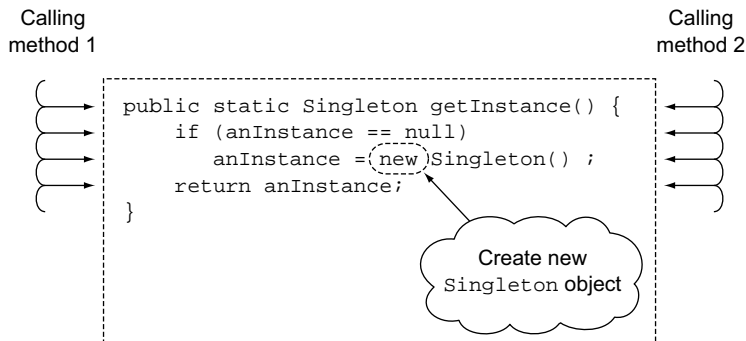 Calling
method 1
Calling
method 2
public static Singleton getInstance() {
if (anInstance == null)
anInstance = new Singleton() ;
return anInstance;
}
Create new
Singleton object